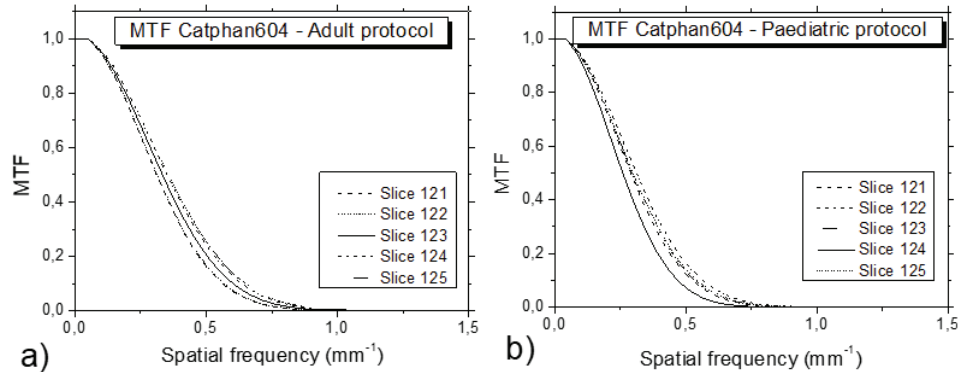 MTF Catphan604 - Adult protocol
1,0
0,8
0,6
0,4
0,2
0,0
MTF
Slice 121
Slice 122
Slice 123
Slice 124
Slice 125
0,0 0,5 1,0 1,5
Spatial frequency (mm⁻¹)
a)
MTF Catphan604 - Paediatric protocol
1,0
0,8
0,6
0,4
0,2
0,0
MTF
Slice 121
Slice 122
Slice 123
Slice 124
Slice 125
0,0 0,5 1,0 1,5
Spatial frequency (mm⁻¹)
b)